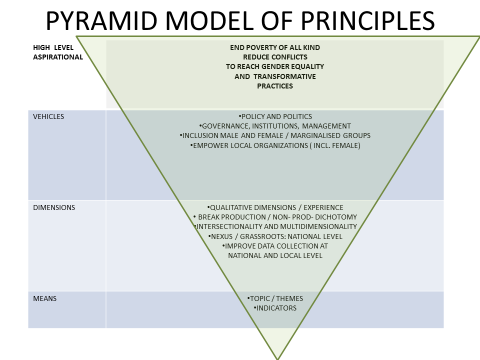 PYRAMID MODEL OF PRINCIPLES
HIGH LEVEL
ASPIRATIONAL
END POVERTY OF ALL KIND
REDUCE CONFLICTS
TO REACH GENDER EQUALITY
AND TRANSFORMATIVE
PRACTICES
VEHICLES
•POLICY AND POLITICS
•GOVERNANCE, INSTITUTIONS, MANAGEMENT
•INCLUSION MALE AND FEMALE / MARGINALISED GROUPS
•EMPOWER LOCAL ORGANIZATIONS ( INCL. FEMALE)
DIMENSIONS
•QUALITATIVE DIMENSIONS / EXPERIENCE
• BREAK PRODUCTION / NON- PROD- DICHOTOMY
•INTERSECTIONALITY AND MULTIDIMENSIONALITY
•NEXUS / GRASSROOTS: NATIONAL LEVEL
•IMPROVE DATA COLLECTION AT
NATIONAL AND LOCAL LEVEL
MEANS
•TOPIC / THEMES
•INDICATORS